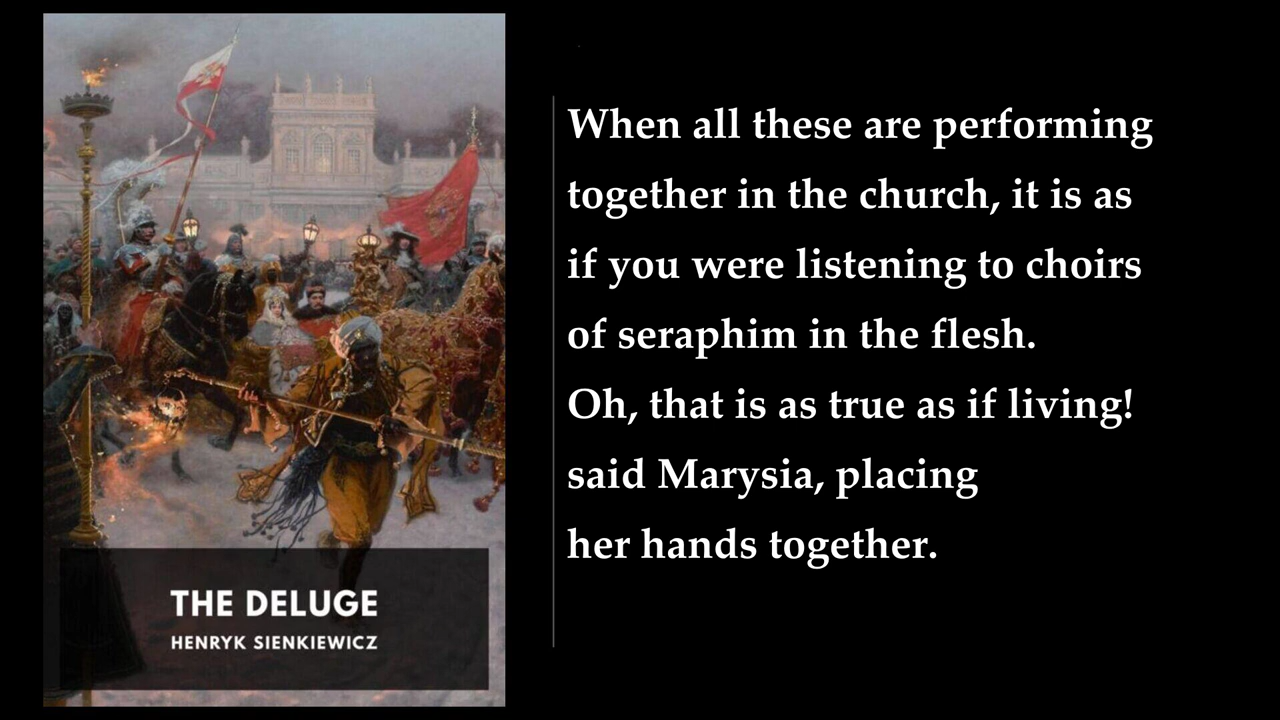 THE DELUGE
HENRYK SIENKIEWICZ
When all these are performing
together in the church, it is as
if you were listening to choirs
of seraphim in the flesh.
Oh, that is as true as if living!
said Marysia, placing
her hands together.